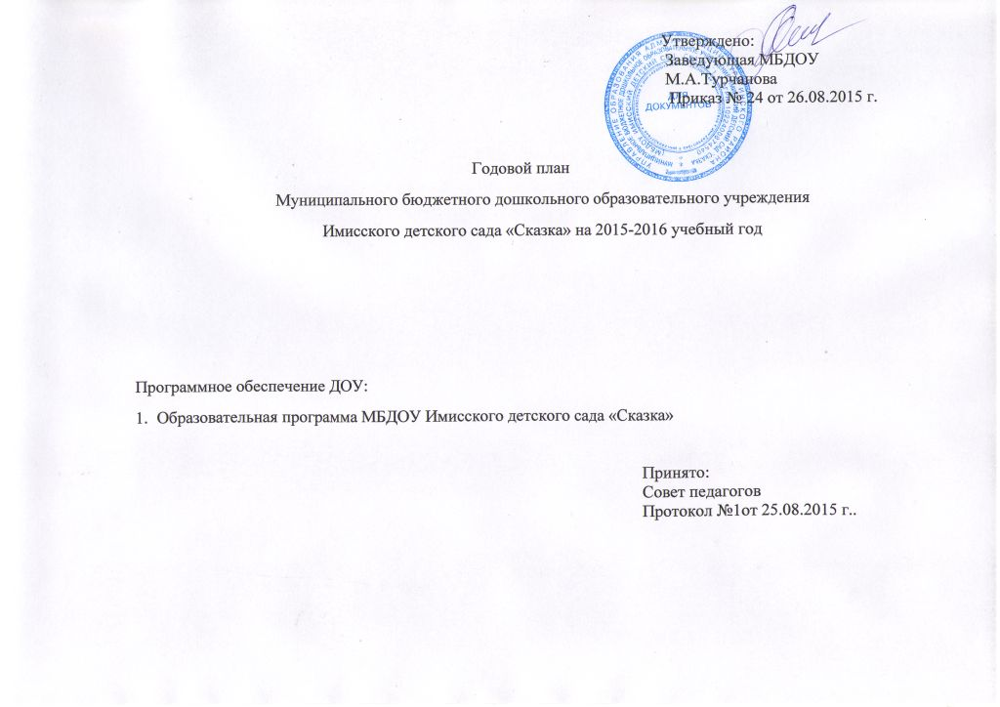 Утверждено:
Заведующая МБДОУ
М.А.Турчанова
Приказ № 24 от 26.08.2015 г.
ДЛЯ
ДОКУМЕНТОВ
Годовой план
Муниципального бюджетного дошкольного образовательного учреждения
Имисского детского сада «Сказка» на 2015-2016 учебный год
Программное обеспечение ДОУ:
1. Образовательная программа МБДОУ Имисского детского сада «Сказка»
Принято:
Совет педагогов
Протокол №1от 25.08.2015 г..